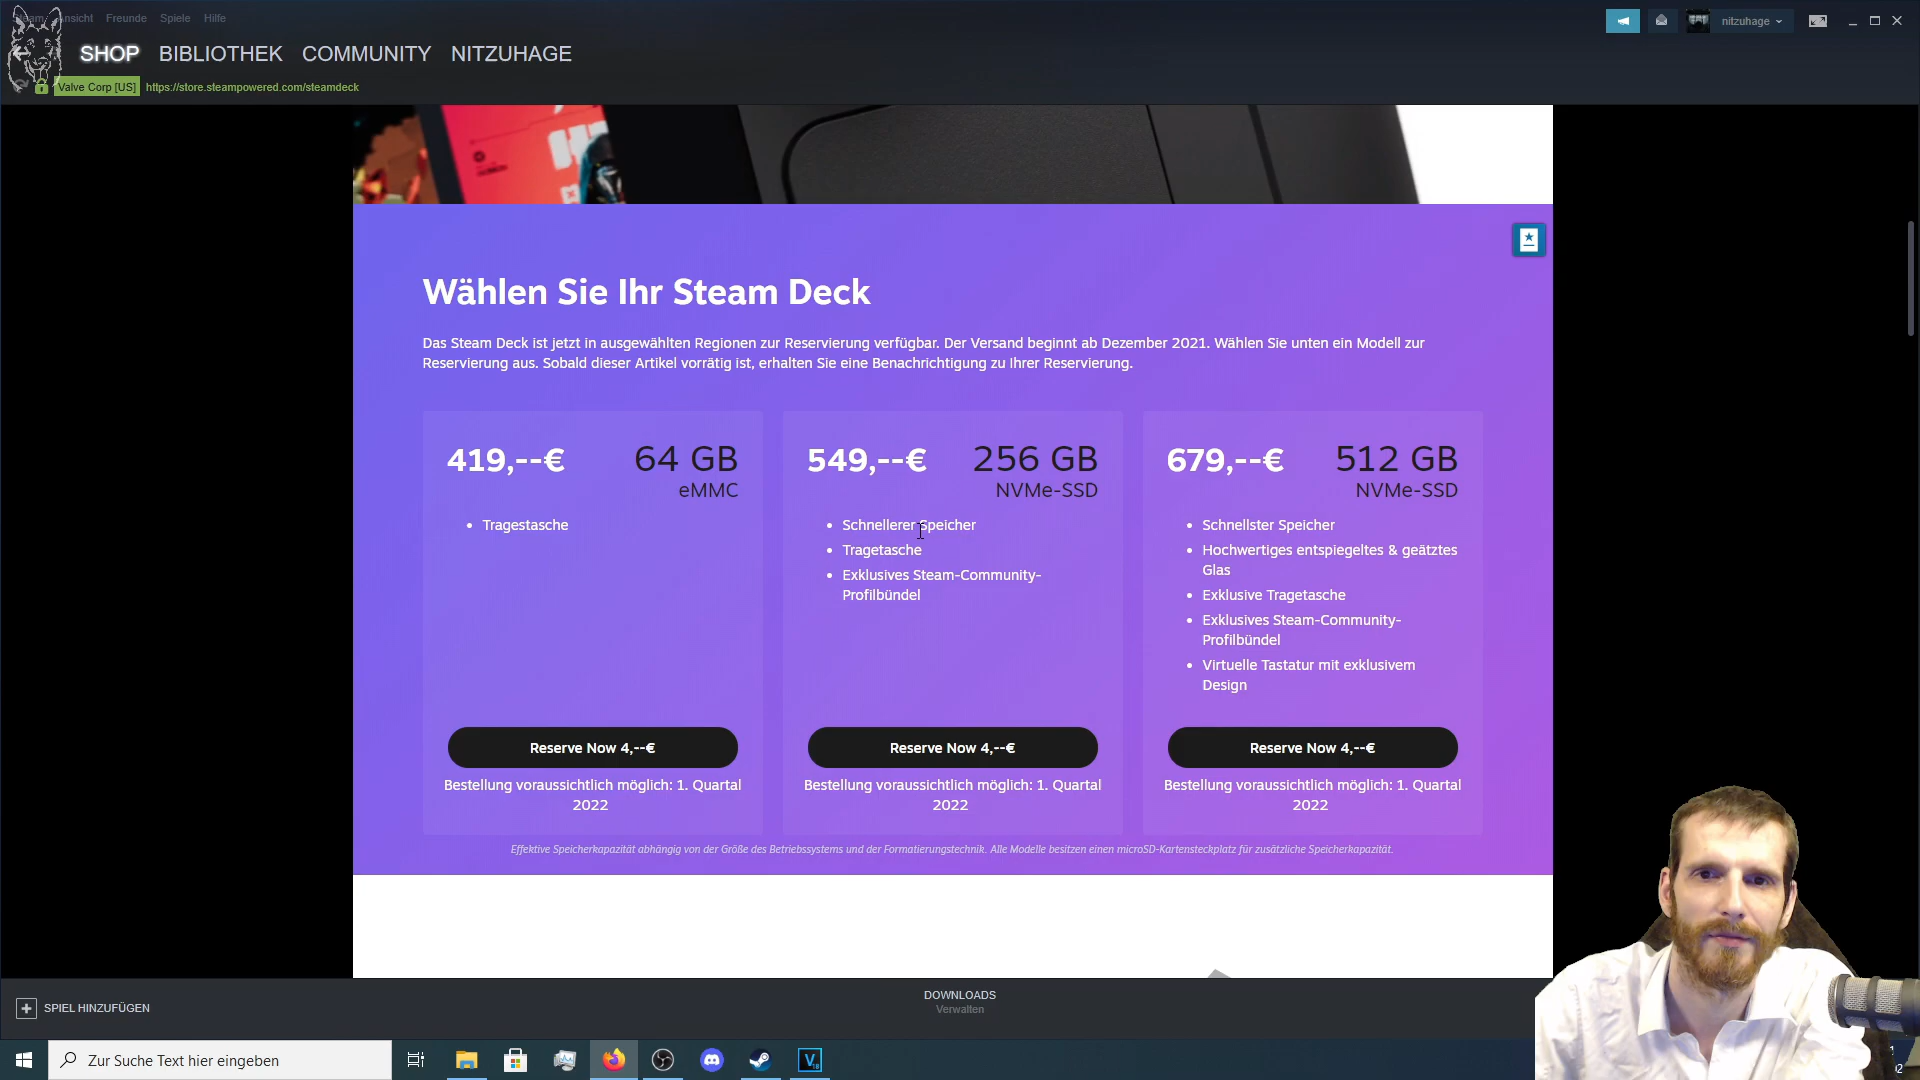 Ansicht Freunde Spiele Hilfe
nitzuhage
SHOP BIBLIOTHEK COMMUNITY NITZUHAGE
Valve Corp [US] https://store.steampowered.com/steamdeck
Wählen Sie Ihr Steam Deck
Das Steam Deck ist jetzt in ausgewählten Regionen zur Reservierung verfügbar. Der Versand beginnt ab Dezember 2021. Wählen Sie unten ein Modell zur
Reservierung aus. Sobald dieser Artikel vorrätig ist, erhalten Sie eine Benachrichtigung zu Ihrer Reservierung.
419,--€ 64 GB
eMMC
• Tragestasche
Reserve Now 4,--€
Bestellung voraussichtlich möglich: 1. Quartal
2022
549,--€ 256 GB
NVMe-SSD
• Schnellerer Speicher
• Tragetasche
• Exklusives Steam-Community-
Profilbündel
Reserve Now 4,--€
Bestellung voraussichtlich möglich: 1. Quartal
2022
679,--€ 512 GB
NVMe-SSD
• Schnellster Speicher
• Hochwertiges entspiegeltes & geätztes
Glas
• Exklusive Tragetasche
• Exklusives Steam-Community-
Profilbündel
• Virtuelle Tastatur mit exklusivem
Design
Reserve Now 4,--€
Bestellung voraussichtlich möglich: 1. Quartal
2022
Effektive Speicherkapazität abhängig von der Größe des Betriebssystems und der Formatierungstechnik. Alle Modelle besitzen einen microSD-Kartensteckplatz für zusätzliche Speicherkapazität.
SPIEL HINZUFÜGEN
DOWNLOADS
Verwalten
Zur Suche Text hier eingeben